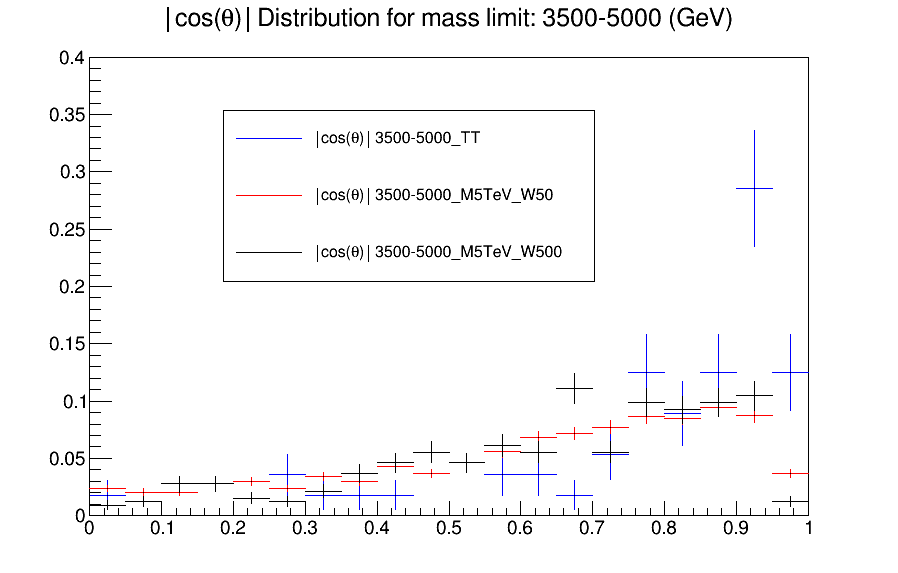 |cos(θ)| Distribution for mass limit: 3500-5000 (GeV)
0.4
0.35
0.3
0.25
0.2
0.15
0.1
0.05
0
|cos(θ)| 3500-5000_TT
|cos(θ)| 3500-5000_M5TeV_W50
|cos(θ)| 3500-5000_M5TeV_W500
0 0.1 0.2 0.3 0.4 0.5 0.6 0.7 0.8 0.9 1